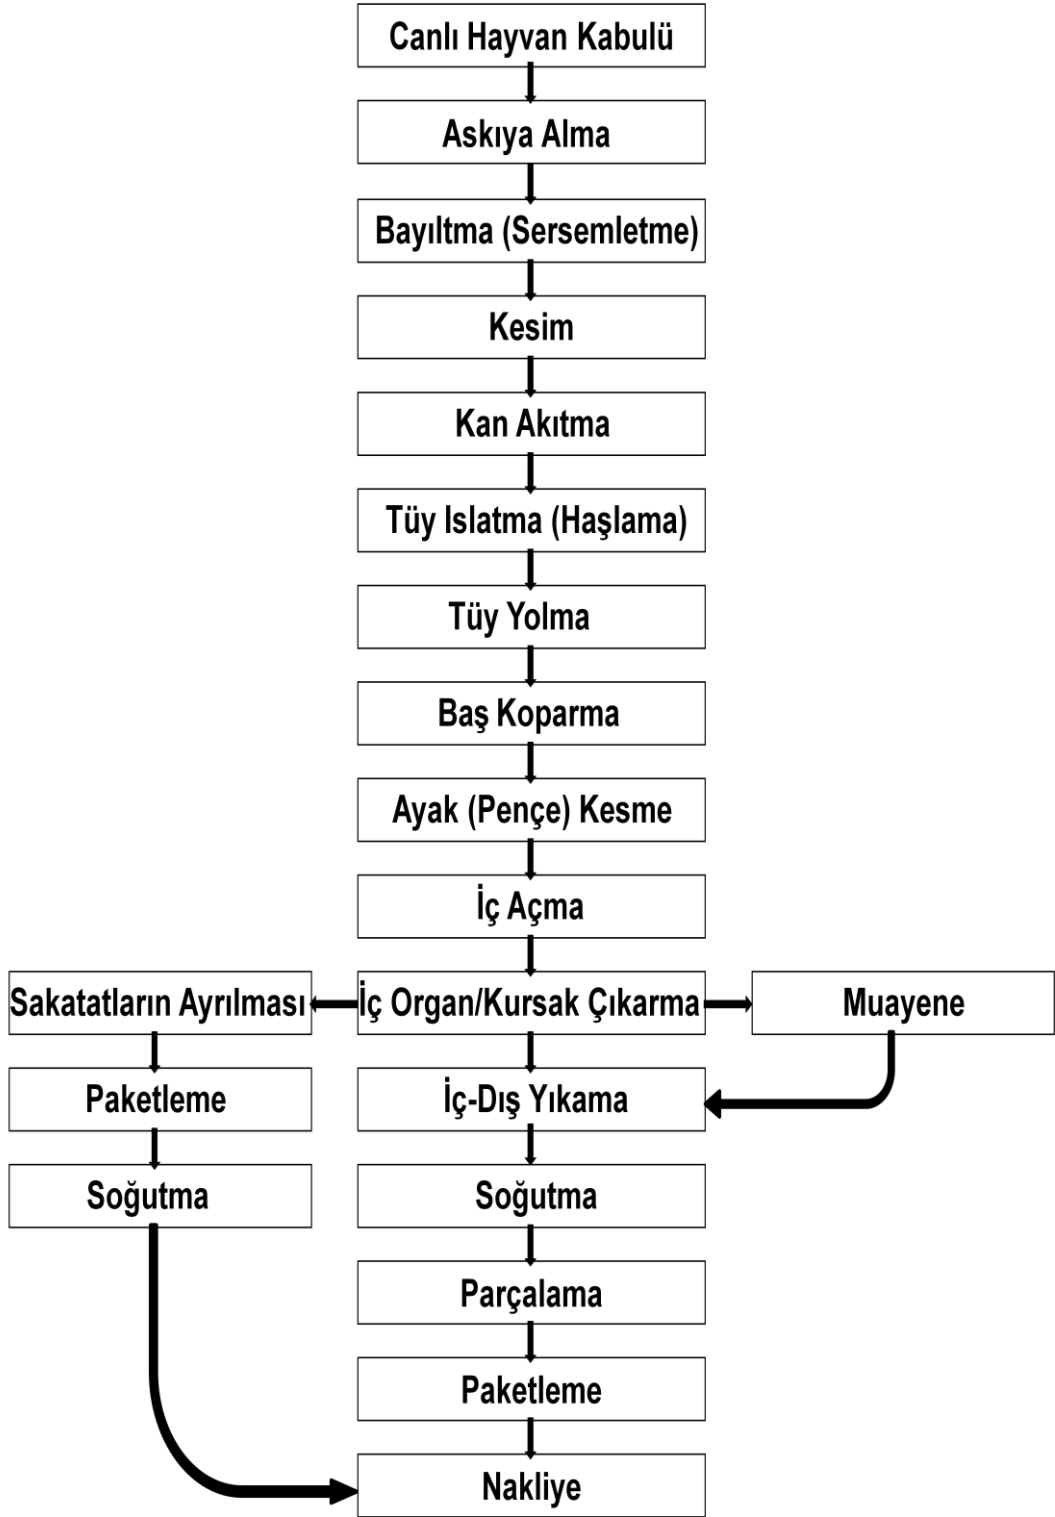 Canlı Hayvan Kabulü
Askıya Alma
Bayıltma (Sersemletme)
Kesim
Kan Akıtma
Tüy Islatma (Haşlama)
Tüy Yolma
Baş Koparma
Ayak (Pençe) Kesme
İç Açma
Sakatatların Ayrılması
İç Organ/Kursak Çıkarma
Muayene
Paketleme
İç-Dış Yıkama
Soğutma
Soğutma
Parçalama
Paketleme
Nakliye